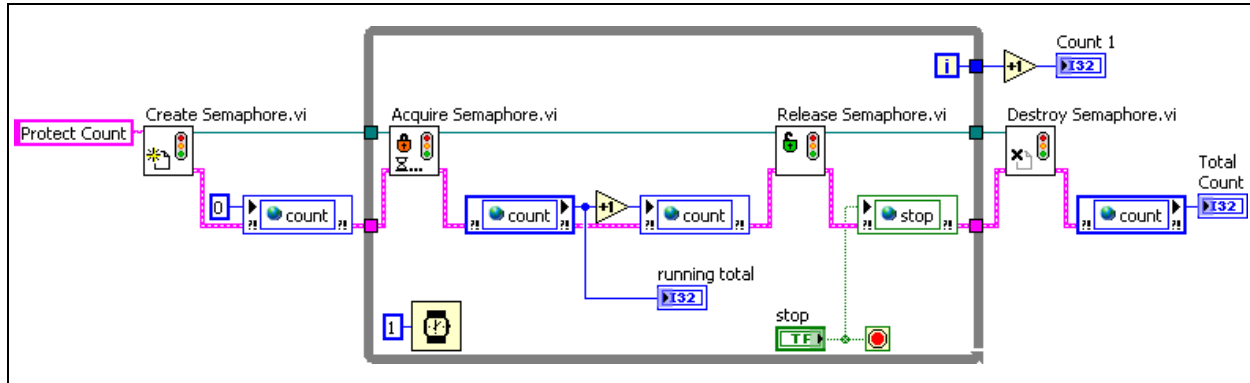 Count 1
i
+1
I32
Create Semaphore.vi
Acquire Semaphore.vi
Release Semaphore.vi
Destroy Semaphore.vi
Protect Count
Total
Count
0
?!
count
?!
?!
count
?!
+1
?!
count
?!
?!
stop
?!
?!
count
?!
I32
running total
I32
1
stop
TF